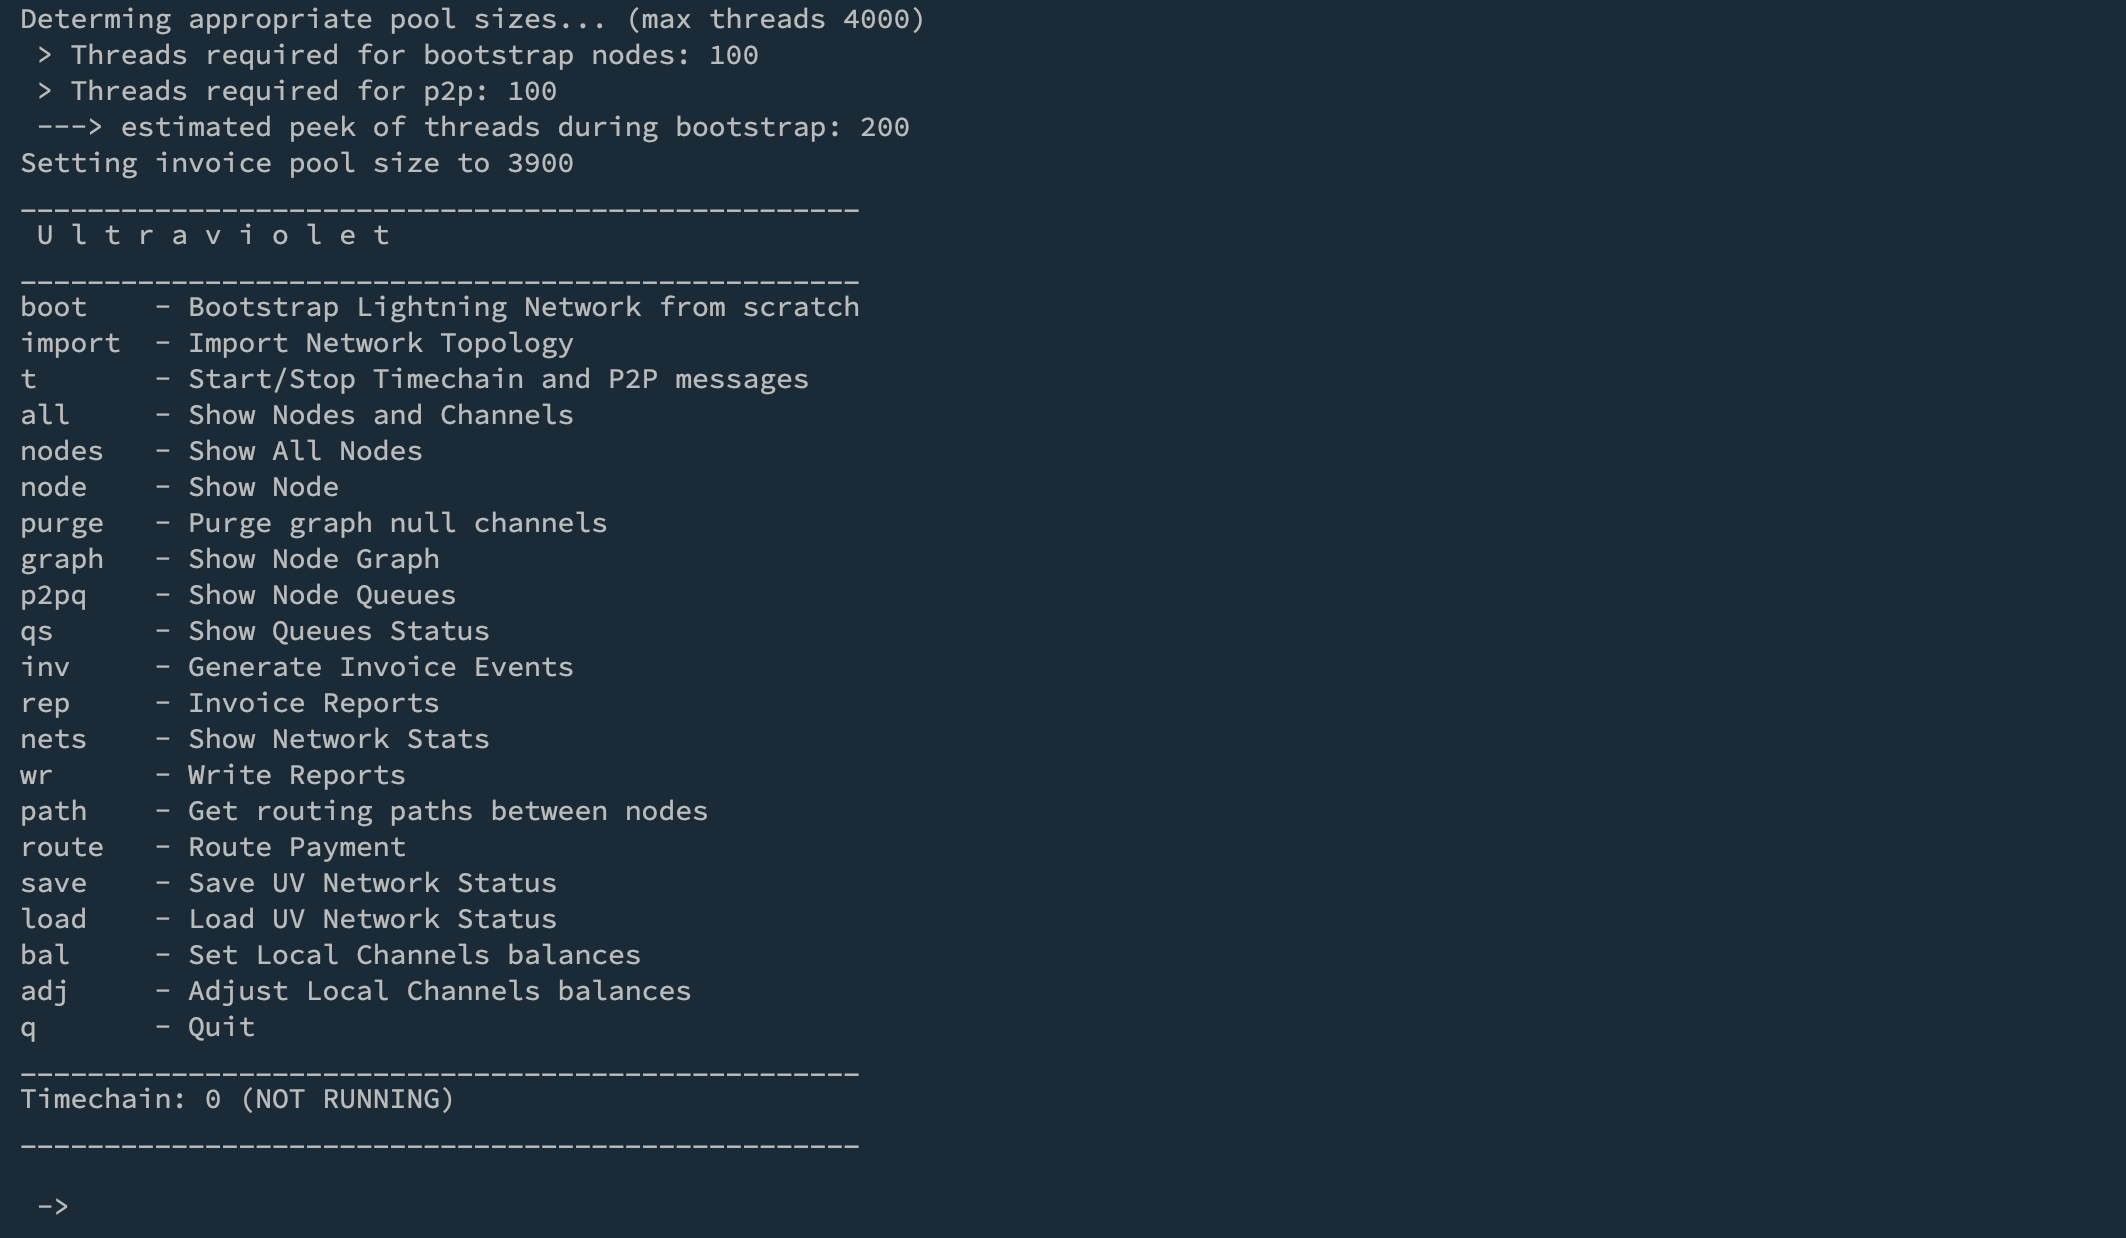 Determing appropriate pool sizes... (max threads 4000)
 > Threads required for bootstrap nodes: 100
 > Threads required for p2p: 100
 ---> estimated peek of threads during bootstrap: 200
Setting invoice pool size to 3900
__________________________________________________
 U l t r a v i o l e t
__________________________________________________
boot    - Bootstrap Lightning Network from scratch
import  - Import Network Topology
t       - Start/Stop Timechain and P2P messages
all     - Show Nodes and Channels
nodes   - Show All Nodes
node    - Show Node
purge   - Purge graph null channels
graph   - Show Node Graph
p2pq    - Show Node Queues
qs      - Show Queues Status
inv     - Generate Invoice Events
rep     - Invoice Reports
nets    - Show Network Stats
wr      - Write Reports
path    - Get routing paths between nodes
route   - Route Payment
save    - Save UV Network Status
load    - Load UV Network Status
bal     - Set Local Channels balances
adj     - Adjust Local Channels balances
q       - Quit
__________________________________________________
Timechain: 0 (NOT RUNNING)
__________________________________________________
 ->